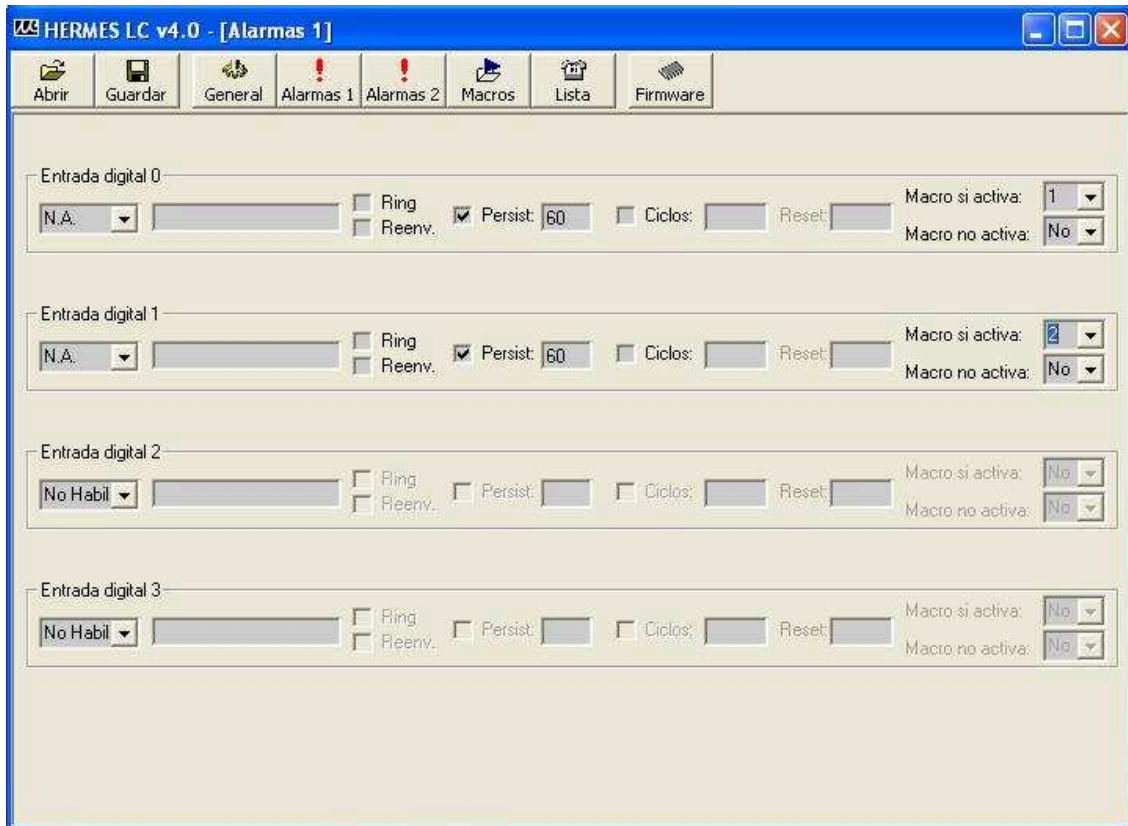 HERMES LC v4.0 - [Alarmas 1]
Abrir Guardar General Alarmas 1 Alarmas 2 Macros Lista Firmware
Entrada digital 0
N.A. Ring Reenv. Persist: 60 Ciclos: Reset: Macro si activa: 1
Macro no activa: No
Entrada digital 1
N.A. Ring Reenv. Persist: 60 Ciclos: Reset: Macro si activa: 2
Macro no activa: No
Entrada digital 2
No Habil Ring Reenv. Persist: Ciclos: Reset: Macro si activa: No
Macro no activa: No
Entrada digital 3
No Habil Ring Reenv. Persist: Ciclos: Reset: Macro si activa: No
Macro no activa: No